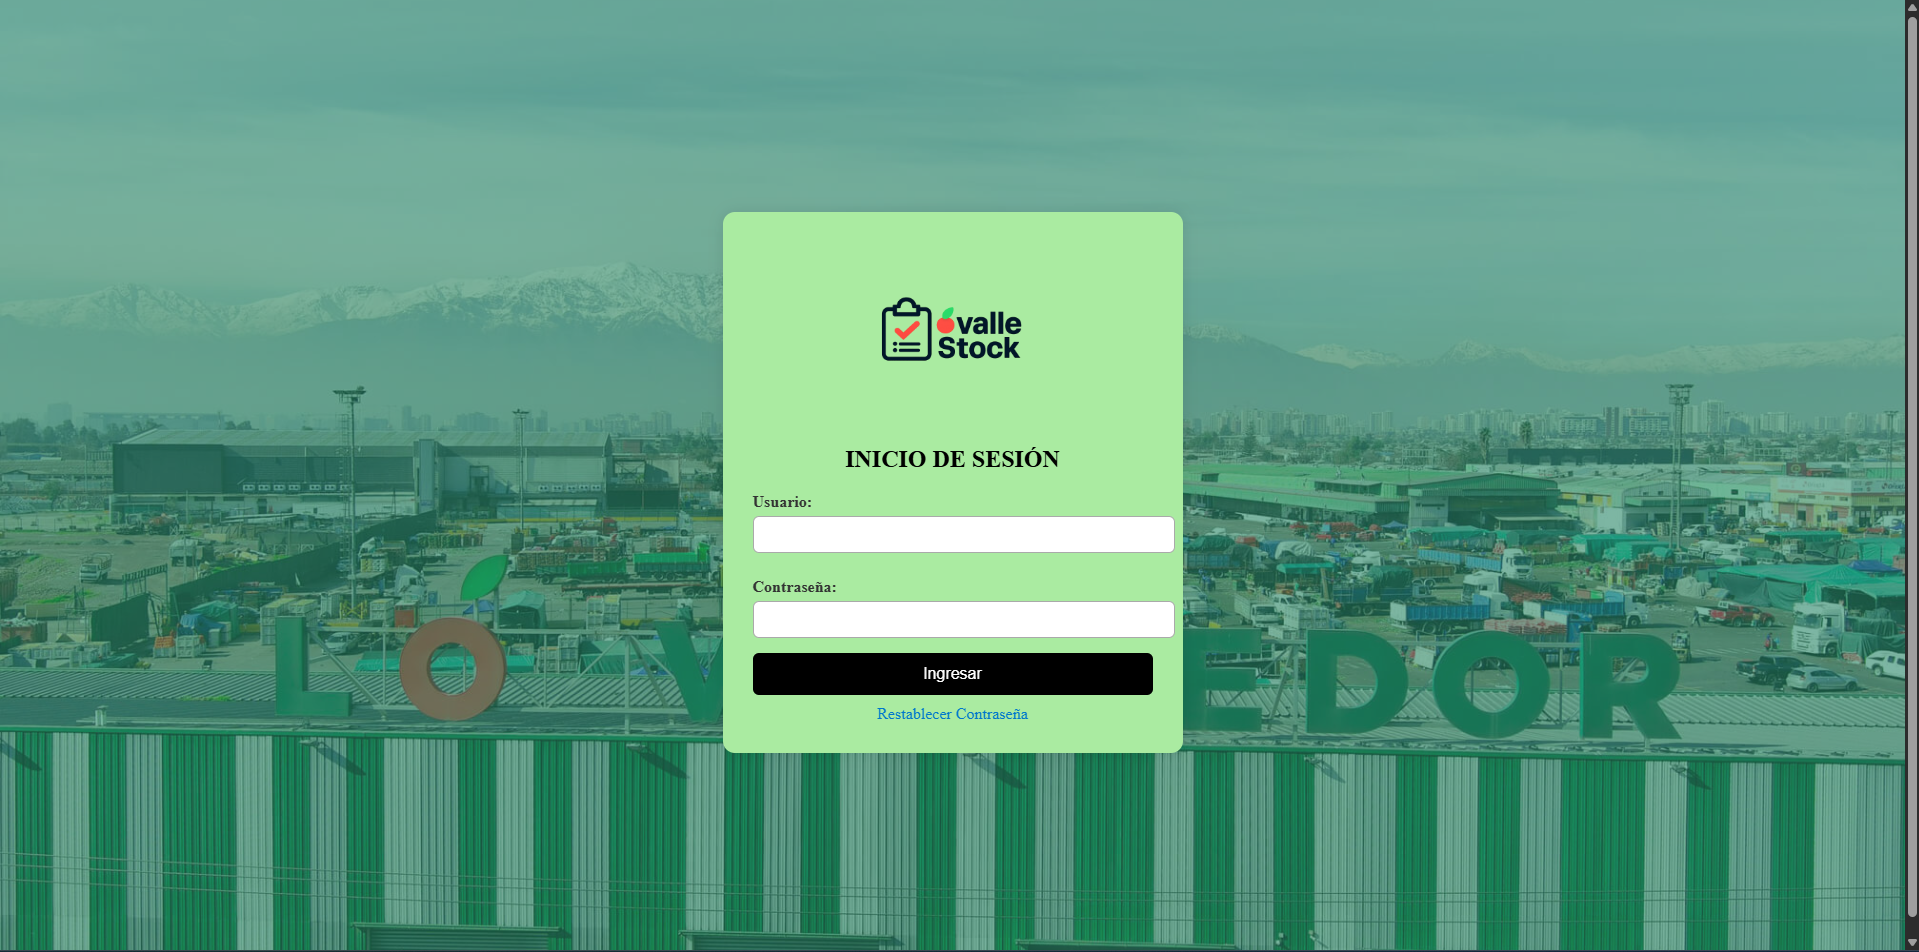 valle
Stock
INICIO DE SESIÓN
Usuario:
Contraseña:
Ingresar
Restablecer Contraseña
LO V EDOR